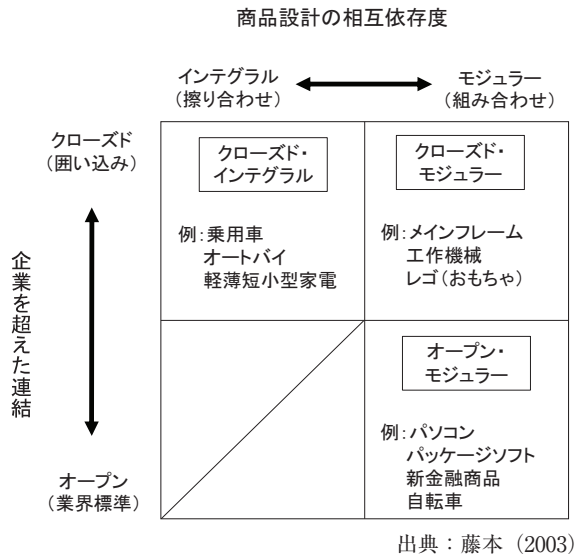 商品設計の相互依存度
インテグラル
(擦り合わせ)
モジュラー
(組み合わせ)
クローズド
(囲い込み)
企業を超えた連結
オープン
(業界標準)
クローズド・
インテグラル
例:乗用車
オートバイ
軽薄短小型家電
クローズド・
モジュラー
例:メインフレーム
工作機械
レゴ(おもちゃ)
オープン・
モジュラー
例:パソコン
パッケージソフト
新金融商品
自転車
出典:藤本(2003)